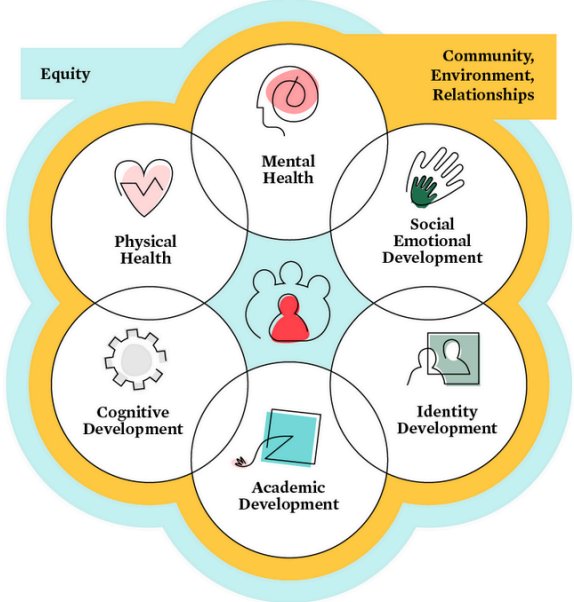 Equity
Community,
Environment,
Relationships
Mental
Health
Physical
Health
Social
Emotional
Development
Cognitive
Development
Identity
Development
Academic
Development